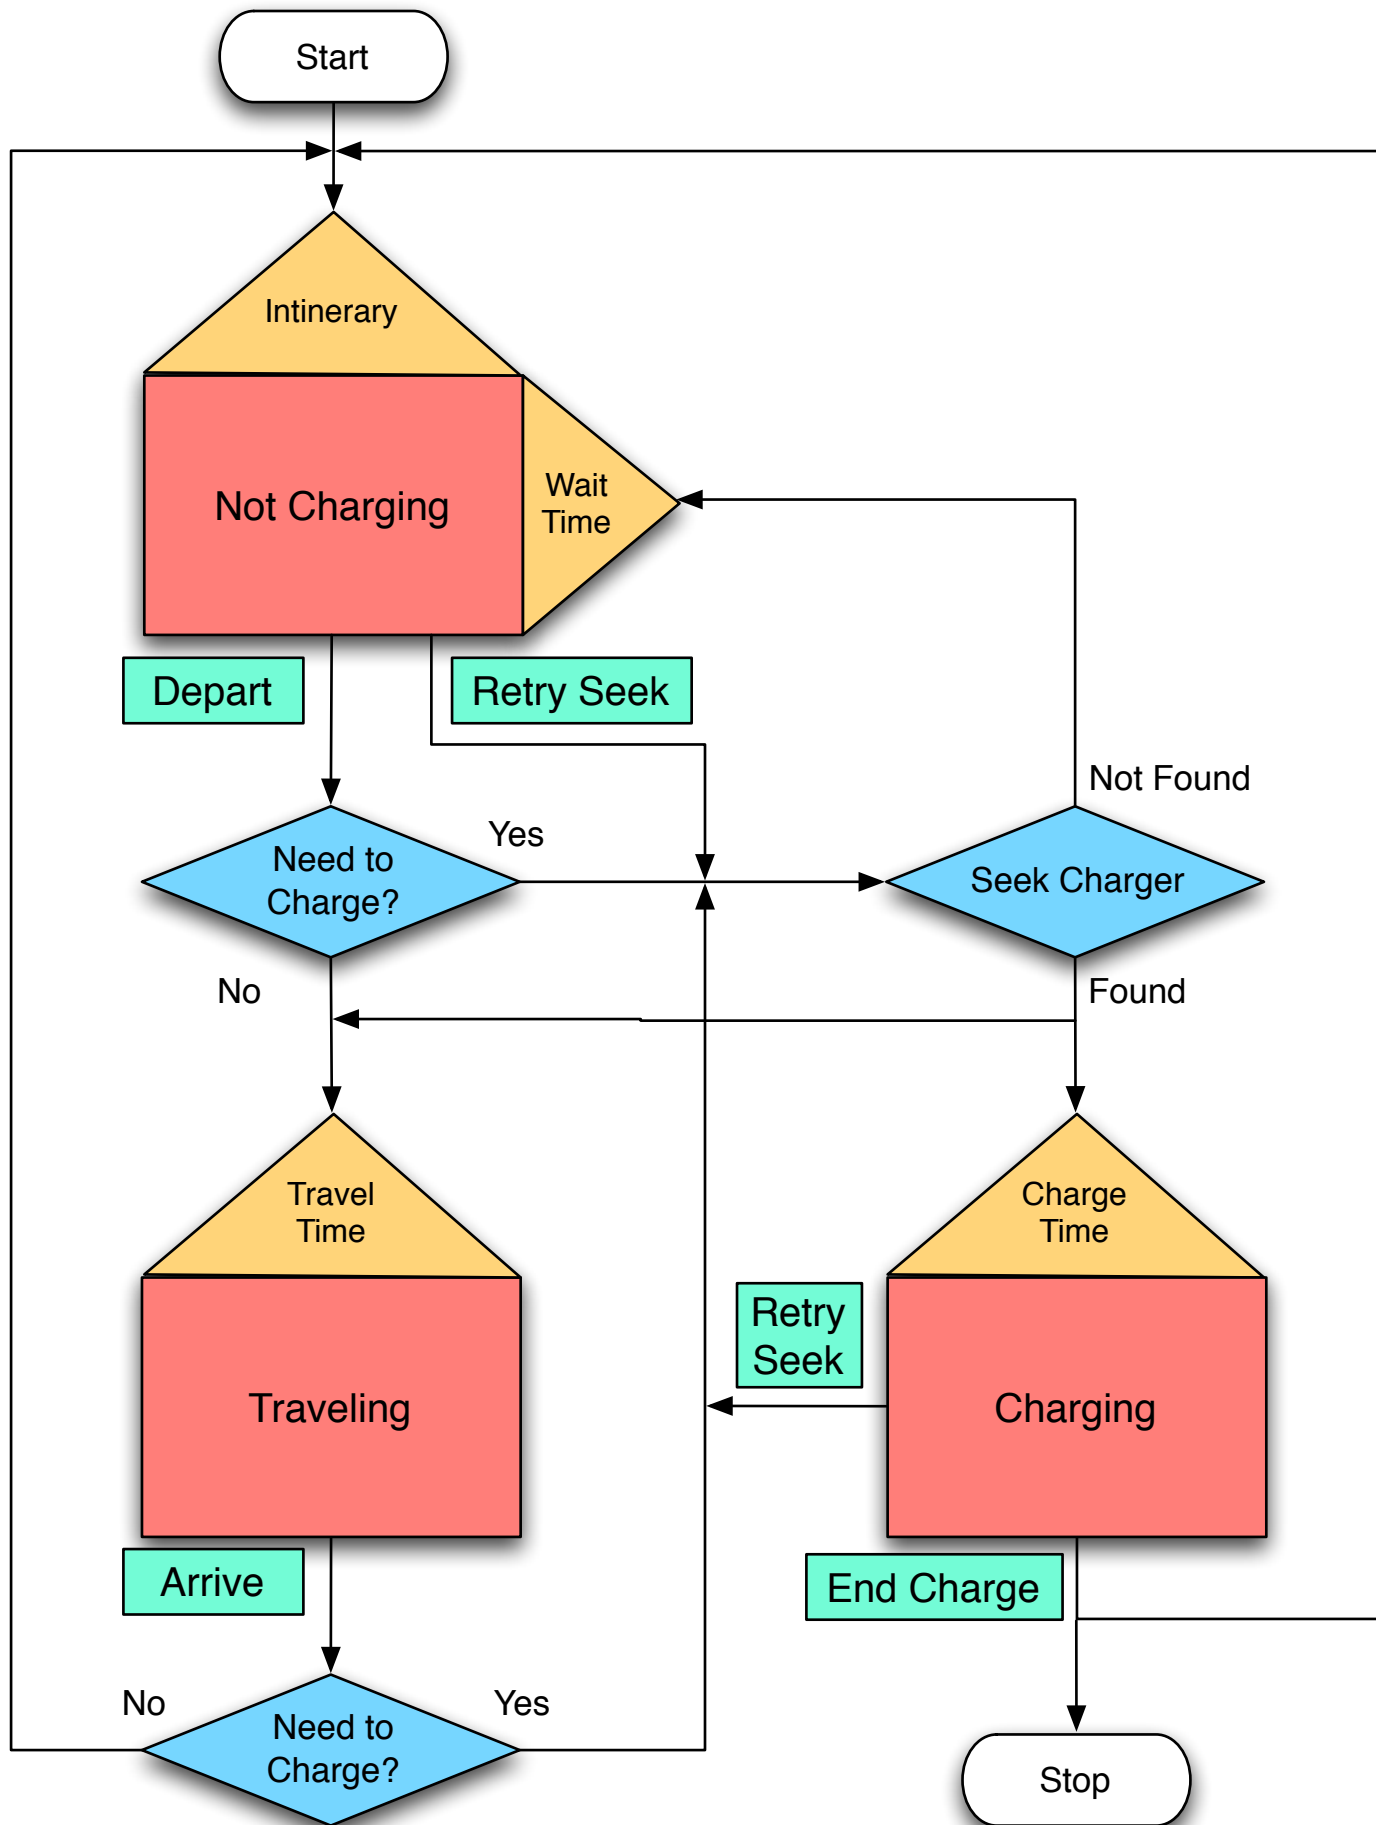 Start
Intinerary
Not Charging
Wait
Time
Depart
Retry Seek
Not Found
Need to
Charge?
Yes
Seek Charger
No
Found
Travel
Time
Charge
Time
Retry
Seek
Traveling
Charging
Arrive
End Charge
No
Yes
Need to
Charge?
Stop